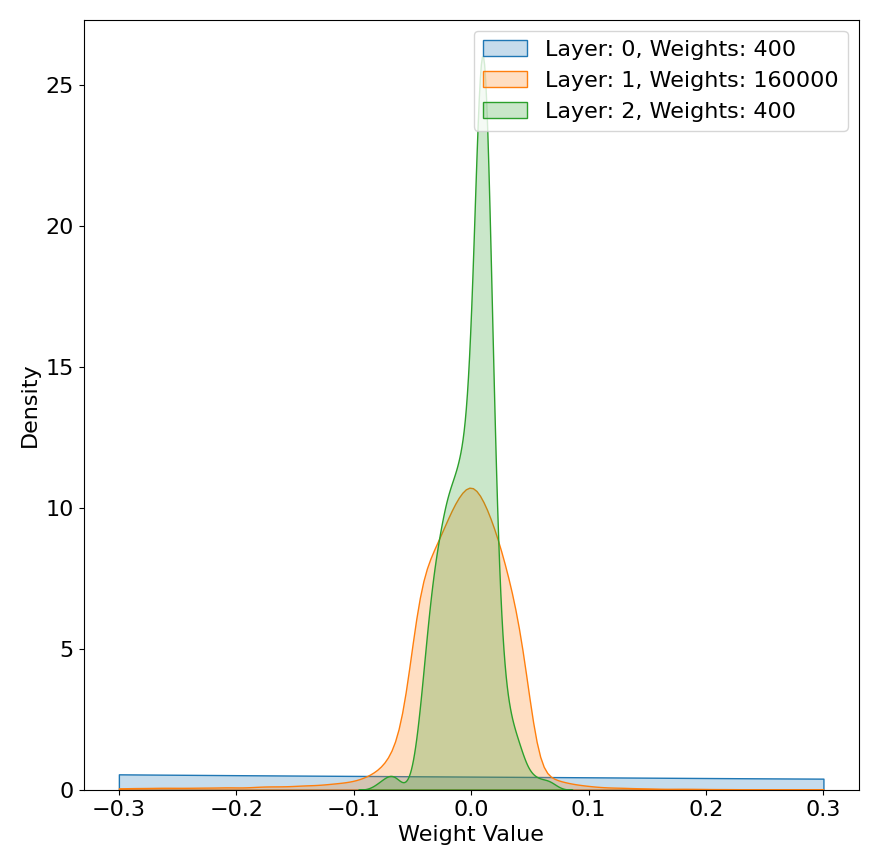 Layer: 0, Weights: 400
Layer: 1, Weights: 160000
Layer: 2, Weights: 400
25
20
15
10
5
0
Density
−0.3 −0.2 −0.1 0.0 0.1 0.2 0.3
Weight Value